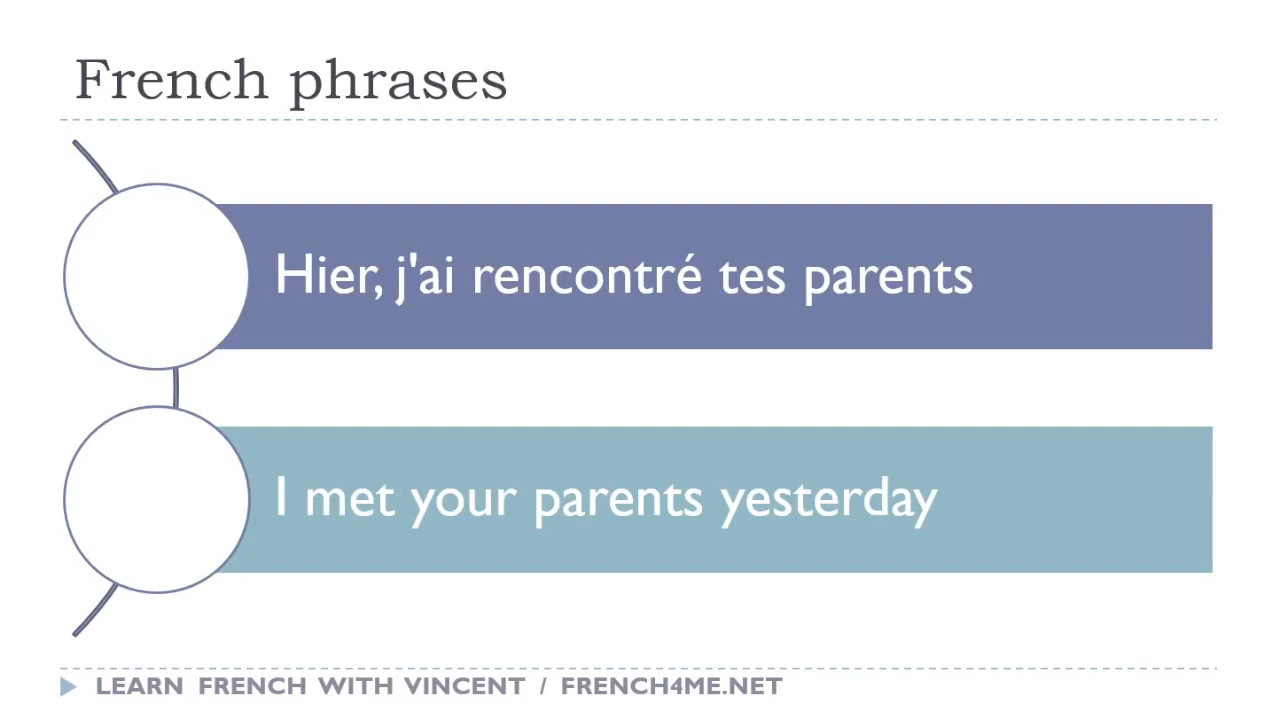 French phrases
Hier, j'ai rencontré tes parents
I met your parents yesterday
LEARN FRENCH WITH VINCENT / FRENCH4ME.NET